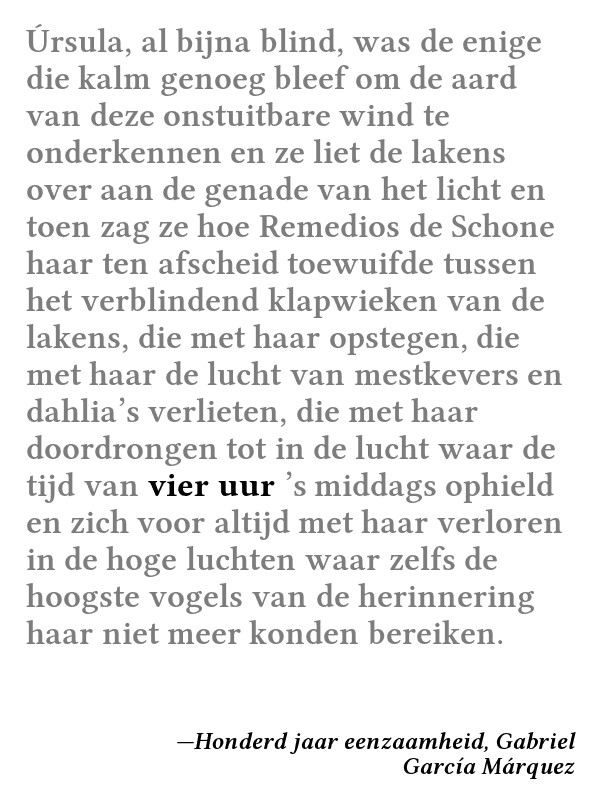 Úrsula, al bijna blind, was de enige
die kalm genoeg bleef om de aard
van deze onstuitbare wind te
onderkennen en ze liet de lakens
over aan de genade van het licht en
toen zag ze hoe Remedios de Schone
haar ten afscheid toewuifde tussen
het verblindend klapwieken van de
lakens, die met haar opstegen, die
met haar de lucht van mestkevers en
dahlia’s verlieten, die met haar
doordrongen tot in de lucht waar de
tijd van vier uur ’s middags ophield
en zich voor altijd met haar verloren
in de hoge luchten waar zelfs de
hoogste vogels van de herinnering
haar niet meer konden bereiken.
—Honderd jaar eenzaamheid, Gabriel
García Márquez